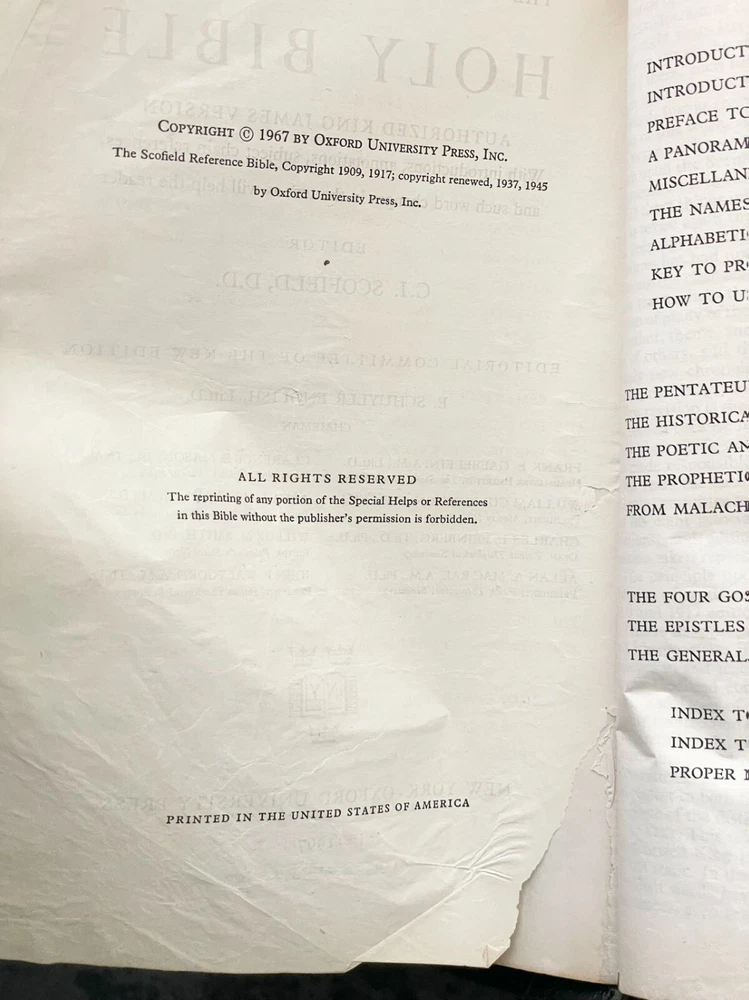 COPYRIGHT © 1967 BY OXFORD UNIVERSITY PRESS, INC.
The Scofield Reference Bible, Copyright 1909, 1917; copyright renewed, 1937, 1945
by Oxford University Press, Inc.
ALL RIGHTS RESERVED
The reprinting of any portion of the Special Helps or References
in this Bible without the publisher's permission is forbidden.
PRINTED IN THE UNITED STATES OF AMERICA
INTRODUCT
INTRODUCT
PREFACE TO
A PANORAM
MISCELLAN
THE NAMES
ALPHABETI
KEY TO PR
HOW TO U
THE PENTATEU
THE HISTORICA
THE POETIC AN
THE PROPHETI
FROM MALACH
THE FOUR GOS
THE EPISTLES
THE GENERAL
INDEX T
INDEX T
PROPER